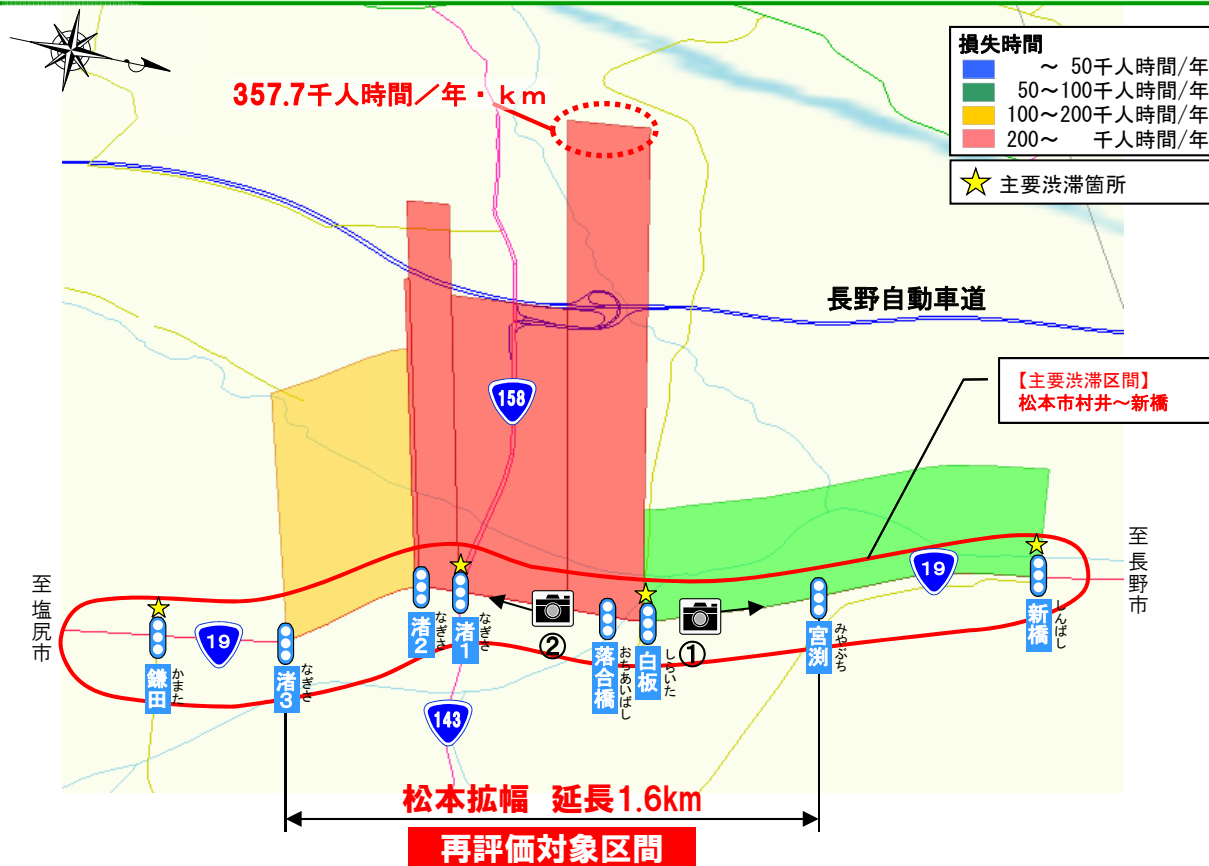 損失時間
～ 50千人時間/年
50～100千人時間/年
100～200千人時間/年
200～ 千人時間/年
主要渋滞箇所
357.7千人時間／年・ｋｍ
長野自動車道
【主要渋滞区間】
松本市村井～新橋
158
19
19
143
至塩尻市
至長野市
鎌田
かまた
渚3
なぎさ
渚2
なぎさ
渚1
なぎさ
②
落合橋
おちあいばし
白板
しらいた
①
宮渕
みやぶち
新橋
しんばし
松本拡幅 延長1.6km
再評価対象区間